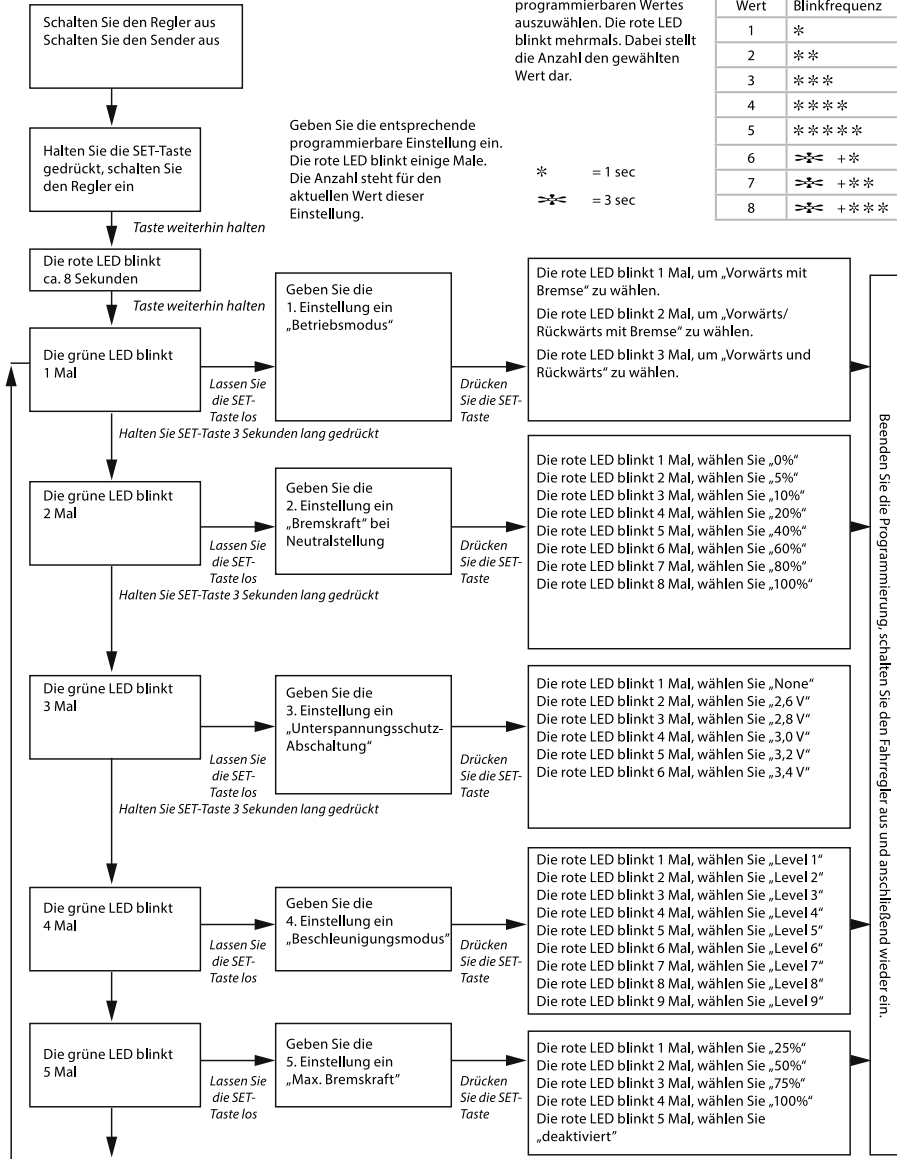 Schalten Sie den Regler aus
Schalten Sie den Sender aus
programmierbaren Wertes
auszuwählen. Die rote LED
blinkt mehrmals. Dabei stellt
die Anzahl den gewählten
Wert dar.
Wert Blinkfrequenz
1 *
2 **
3 ***
4 ****
5 *****
6 +*
7 +**
8 +***
Halten Sie die SET-Taste
gedrückt, schalten Sie
den Regler ein
Geben Sie die entsprechende
programmierbare Einstellung ein.
Die rote LED blinkt einige Male.
Die Anzahl steht für den
aktuellen Wert dieser
Einstellung.
* = 1 sec
= 3 sec
Taste weiterhin halten
Die rote LED blinkt
ca. 8 Sekunden
Taste weiterhin halten
Die grüne LED blinkt
1 Mal
Lassen Sie
die SET-
Taste los
Geben Sie die
1. Einstellung ein
„Betriebsmodus“
Drücken
Sie die SET-
Taste
Die rote LED blinkt 1 Mal, um „Vorwärts mit
Bremse“ zu wählen.
Die rote LED blinkt 2 Mal, um „Vorwärts/
Rückwärts mit Bremse“ zu wählen.
Die rote LED blinkt 3 Mal, um „Vorwärts und
Rückwärts“ zu wählen.
Halten Sie SET-Taste 3 Sekunden lang gedrückt
Die grüne LED blinkt
2 Mal
Lassen Sie
die SET-
Taste los
Geben Sie die
2. Einstellung ein
„Bremskraft“ bei
Neutralstellung
Drücken
Sie die SET-
Taste
Die rote LED blinkt 1 Mal, wählen Sie „0%“
Die rote LED blinkt 2 Mal, wählen Sie „5%“
Die rote LED blinkt 3 Mal, wählen Sie „10%“
Die rote LED blinkt 4 Mal, wählen Sie „20%“
Die rote LED blinkt 5 Mal, wählen Sie „40%“
Die rote LED blinkt 6 Mal, wählen Sie „60%“
Die rote LED blinkt 7 Mal, wählen Sie „80%“
Die rote LED blinkt 8 Mal, wählen Sie „100%“
Halten Sie SET-Taste 3 Sekunden lang gedrückt
Die grüne LED blinkt
3 Mal
Lassen Sie
die SET-
Taste los
Geben Sie die
3. Einstellung ein
„Unterspannungsschutz-
Abschaltung“
Drücken
Sie die SET-
Taste
Die rote LED blinkt 1 Mal, wählen Sie „None“
Die rote LED blinkt 2 Mal, wählen Sie „2,6 V“
Die rote LED blinkt 3 Mal, wählen Sie „2,8 V“
Die rote LED blinkt 4 Mal, wählen Sie „3,0 V“
Die rote LED blinkt 5 Mal, wählen Sie „3,2 V“
Die rote LED blinkt 6 Mal, wählen Sie „3,4 V“
Halten Sie SET-Taste 3 Sekunden lang gedrückt
Die grüne LED blinkt
4 Mal
Lassen Sie
die SET-
Taste los
Geben Sie die
4. Einstellung ein
„Beschleunigungsmodus“
Drücken
Sie die SET-
Taste
Die rote LED blinkt 1 Mal, wählen Sie „Level 1“
Die rote LED blinkt 2 Mal, wählen Sie „Level 2“
Die rote LED blinkt 3 Mal, wählen Sie „Level 3“
Die rote LED blinkt 4 Mal, wählen Sie „Level 4“
Die rote LED blinkt 5 Mal, wählen Sie „Level 5“
Die rote LED blinkt 6 Mal, wählen Sie „Level 6“
Die rote LED blinkt 7 Mal, wählen Sie „Level 7“
Die rote LED blinkt 8 Mal, wählen Sie „Level 8“
Die rote LED blinkt 9 Mal, wählen Sie „Level 9“
Die grüne LED blinkt
5 Mal
Lassen Sie
die SET-
Taste los
Geben Sie die
5. Einstellung ein
„Max. Bremskraft“
Drücken
Sie die SET-
Taste
Die rote LED blinkt 1 Mal, wählen Sie „25%“
Die rote LED blinkt 2 Mal, wählen Sie „50%“
Die rote LED blinkt 3 Mal, wählen Sie „75%“
Die rote LED blinkt 4 Mal, wählen Sie „100%“
Die rote LED blinkt 5 Mal, wählen Sie
„deaktiviert”
Beenden Sie die Programmierung, schalten Sie den Fahrregler aus und anschließend wieder ein.